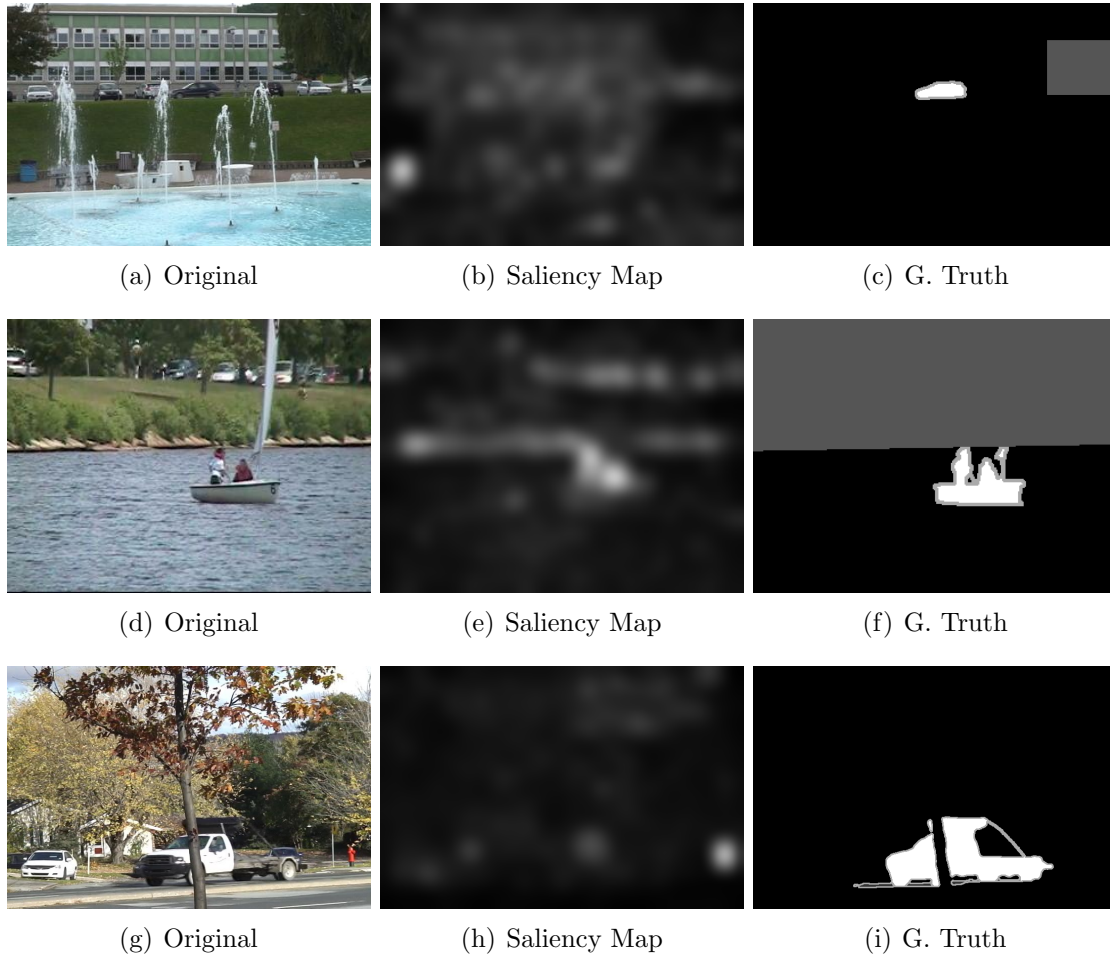 (a) Original
(b) Saliency Map
(c) G. Truth
(d) Original
(e) Saliency Map
(f) G. Truth
(g) Original
(h) Saliency Map
(i) G. Truth